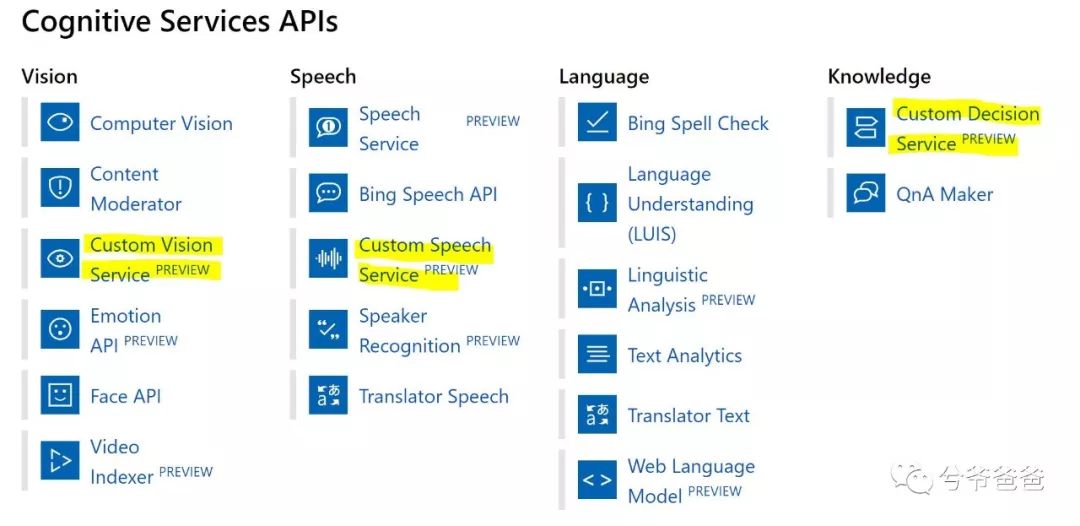 Cognitive Services APIs
Vision
Computer Vision
Content
Moderator
Custom Vision
Service PREVIEW
Emotion
API PREVIEW
Face API
Video
Indexer PREVIEW
Speech
Speech PREVIEW
Service
Bing Speech API
Custom Speech
Service PREVIEW
Speaker
Recognition PREVIEW
Translator Speech
Language
Bing Spell Check
Language
Understanding
(LUIS)
Linguistic
Analysis PREVIEW
Text Analytics
Translator Text
Web Language
Model PREVIEW
Knowledge
Custom Decision
Service PREVIEW
QnA Maker
兮爷爸爸